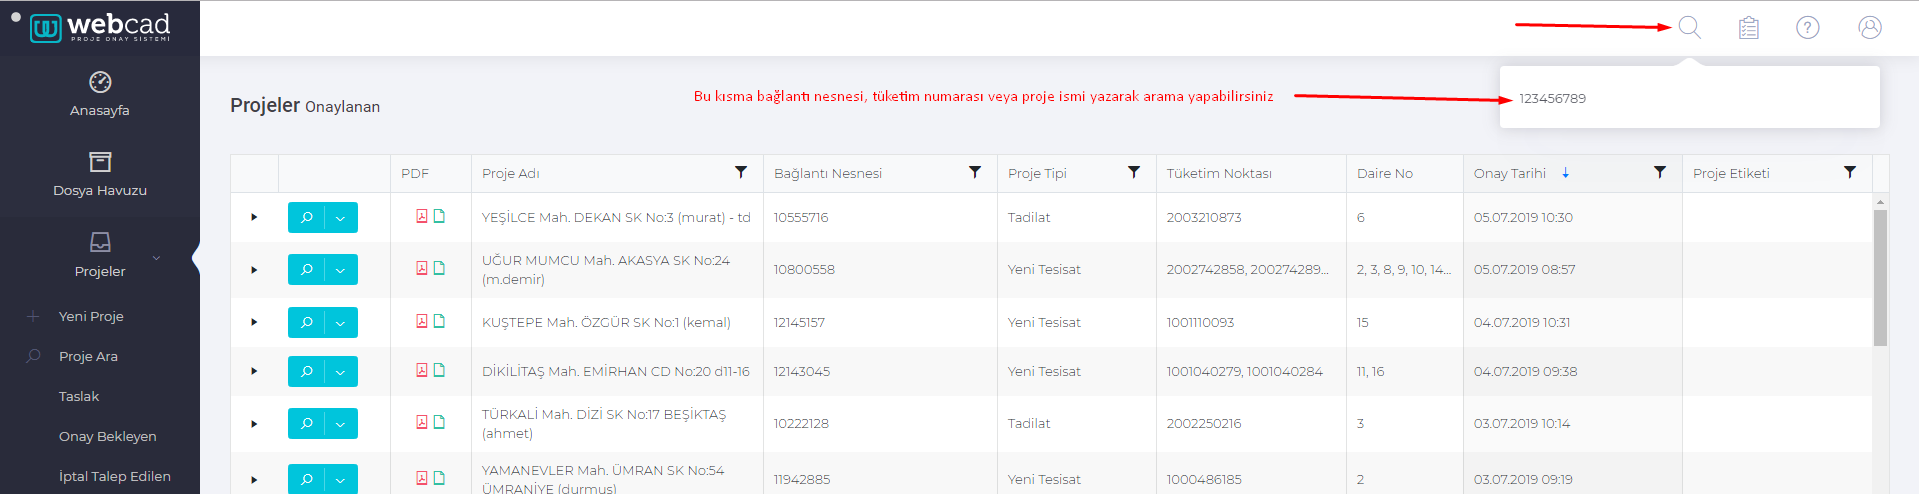 webcad
PROJE ONAY SİSTEMİ
Anasayfa
Dosya Havuzu
Projeler
Yeni Proje
Proje Ara
Taslak
Onay Bekleyen
İptal Talep Edilen
Projeler Onaylanan
Bu kısma bağlantı nesnesi, tüketim numarası veya proje ismi yazarak arama yapabilirsiniz
123456789
PDF Proje Adı Bağlantı Nesnesi Proje Tipi Tüketim Noktası Daire No Onay Tarihi Proje Etiketi
YEŞİLCE Mah. DEKAN SK No:3 (murat) - td 10555716 Tadilat 2003210873 6 05.07.2019 10:30
UĞUR MUMCU Mah. AKASYA SK No:24
(m.demir) 10800558 Yeni Tesisat 2002742858, 200274289... 2, 3, 8, 9, 10, 14... 05.07.2019 08:57
KUŞTEPE Mah. ÖZGÜR SK No:1 (kemal) 12145157 Yeni Tesisat 1001110093 15 04.07.2019 10:31
DİKİLİTAŞ Mah. EMİRHAN CD No:20 d11-16 12143045 Yeni Tesisat 1001040279, 1001040284 11, 16 04.07.2019 09:38
TÜRKALİ Mah. DİZİ SK No:17 BEŞİKTAŞ
(ahmet) 10222128 Tadilat 2002250216 3 03.07.2019 10:14
YAMANEVLER Mah. ÜMRAN SK No:54
ÜMRANİYE (durmus) 11942885 Yeni Tesisat 1000486185 2 03.07.2019 09:19